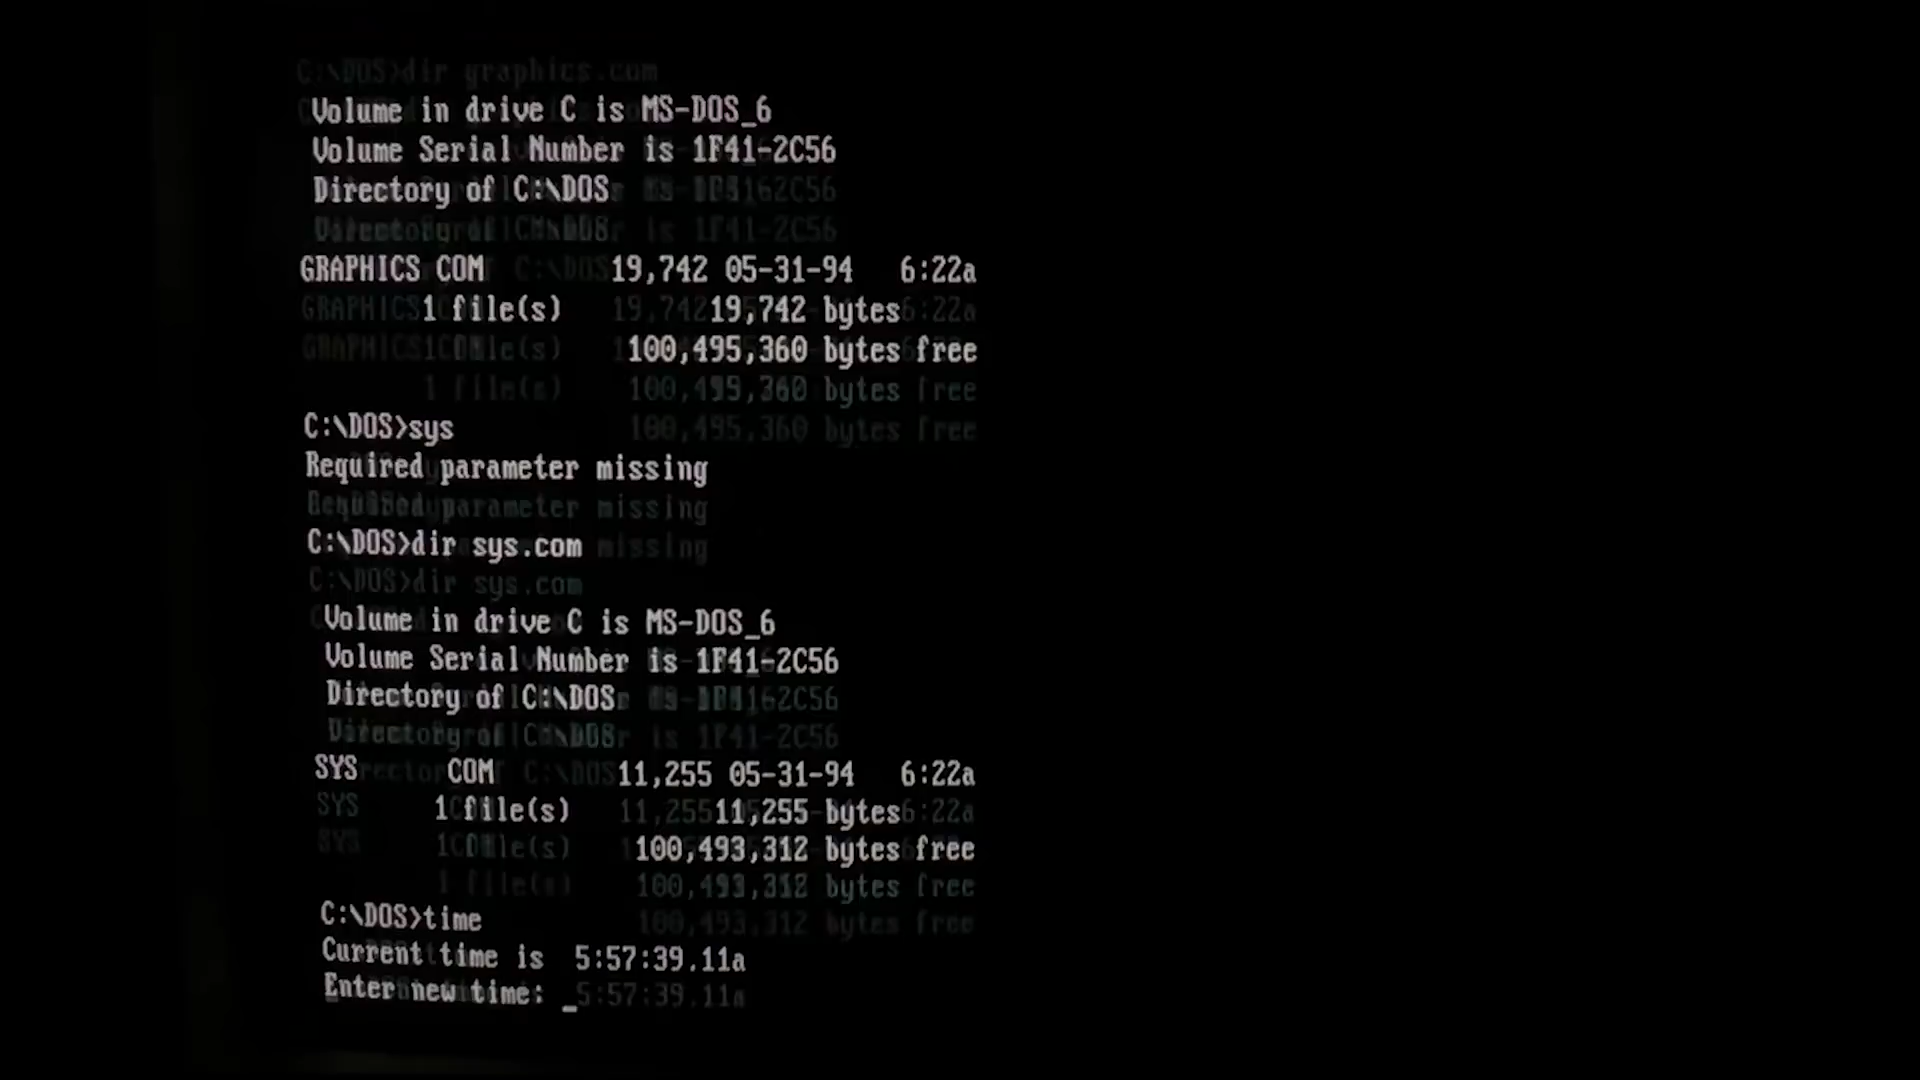 C:\DOS>dir graphics.com
Volume in drive C is MS-DOS_6
Volume Serial Number is 1F41-2C56
Directory of C:\DOS
GRAPHICS COM 19,742 05-31-94 6:22a
1 file(s) 19,742 bytes
100,495,360 bytes free
C:\DOS>sys
Required parameter missing
C:\DOS>dir sys.com
Volume in drive C is MS-DOS_6
Volume Serial Number is 1F41-2C56
Directory of C:\DOS
SYS COM 11,255 05-31-94 6:22a
1 file(s) 11,255 bytes
100,493,312 bytes free
C:\DOS>time
Current time is 5:57:39.11a
Enter new time: _